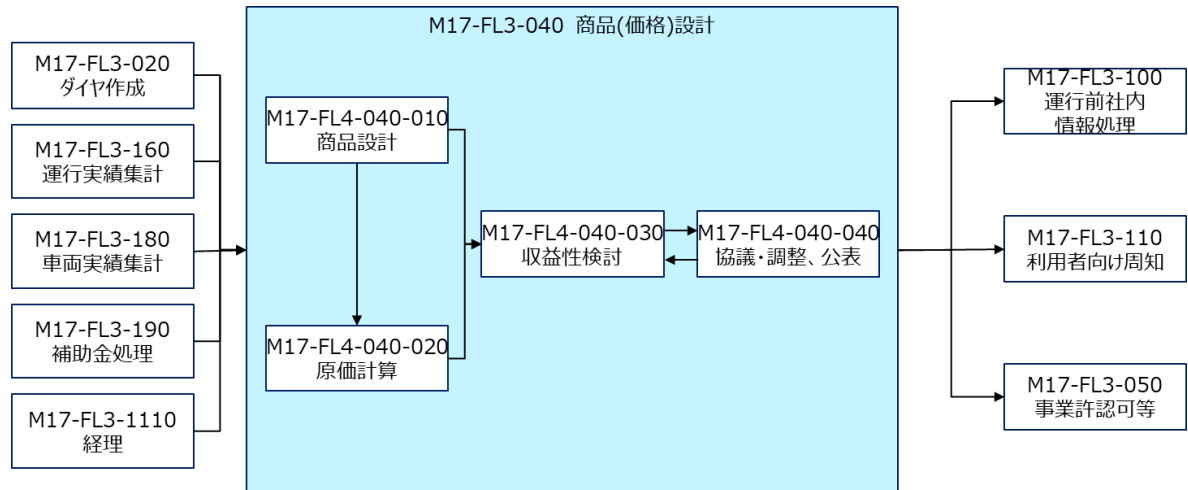 M17-FL3-040 商品(価格)設計
M17-FL3-020
ダイヤ作成
M17-FL3-160
運行実績集計
M17-FL3-180
車両実績集計
M17-FL3-190
補助金処理
M17-FL3-1110
経理
M17-FL4-040-010
商品設計
M17-FL4-040-020
原価計算
M17-FL4-040-030
収益性検討
M17-FL4-040-040
協議・調整、公表
M17-FL3-100
運行前社内
情報処理
M17-FL3-110
利用者向け周知
M17-FL3-050
事業許認可等